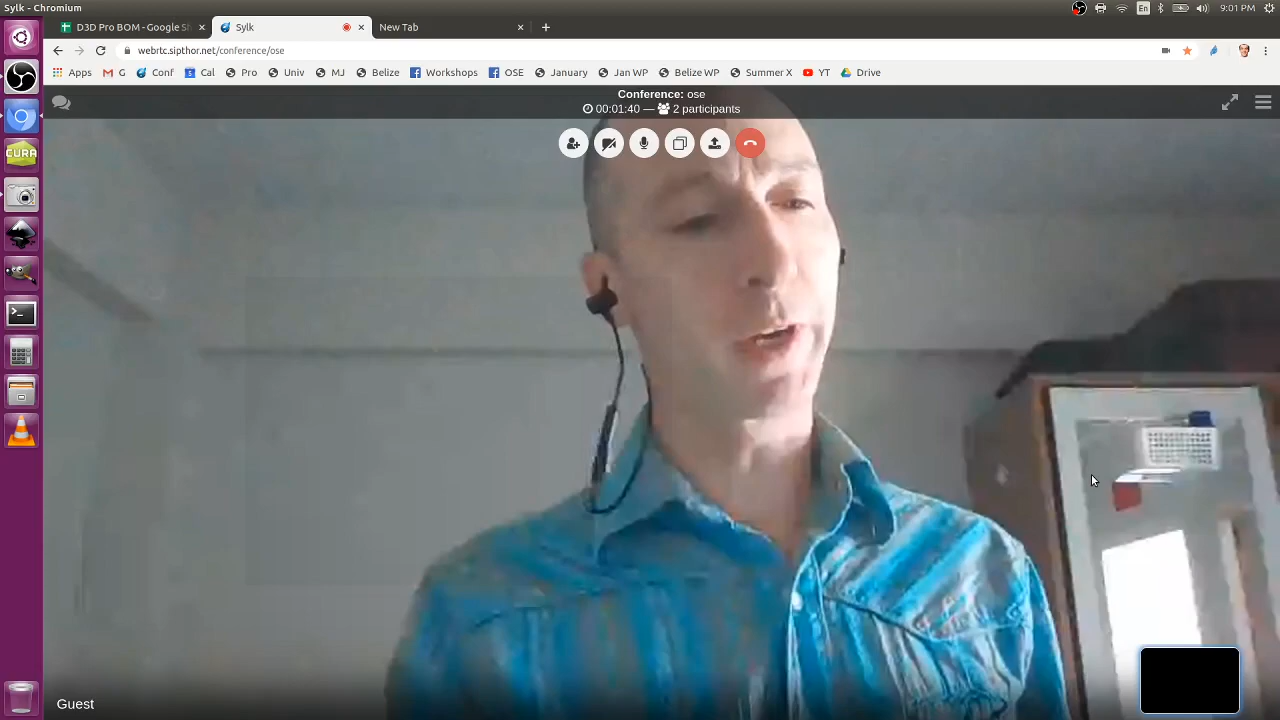 Sylk - Chromium
En
9:01 PM
D3D Pro BOM - Google Sh
Sylk
New Tab
webrtc.sipthor.net/conference/ose
Apps
G
Conf
Cal
Pro
Univ
MJ
Belize
Workshops
OSE
January
Jan WP
Belize WP
Summer X
YT
Drive
Conference: ose
00:01:40 — 2 participants
CURA
Guest